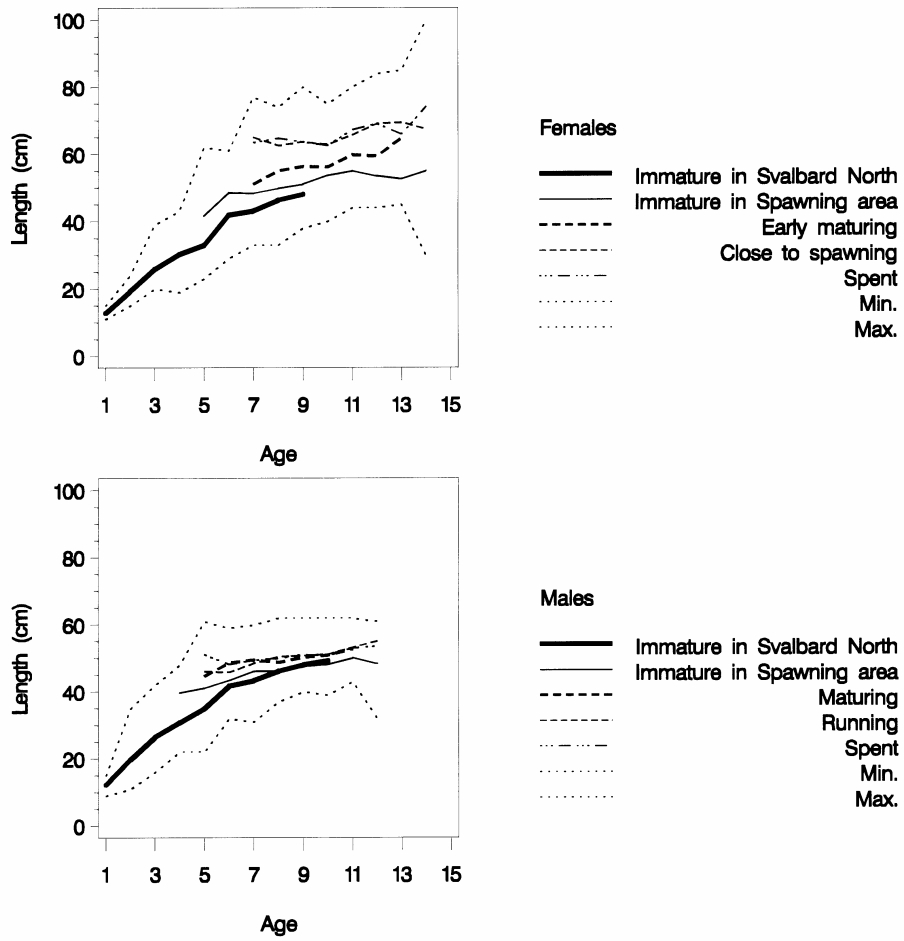 100
80
60
40
20
0
Length (cm)
1 3 5 7 9 11 13 15
Age
Females
Immature in Svalbard North
Immature in Spawning area
Early maturing
Close to spawning
Spent
Min.
Max.
100
80
60
40
20
0
Length (cm)
1 3 5 7 9 11 13 15
Age
Males
Immature in Svalbard North
Immature in Spawning area
Maturing
Running
Spent
Min.
Max.